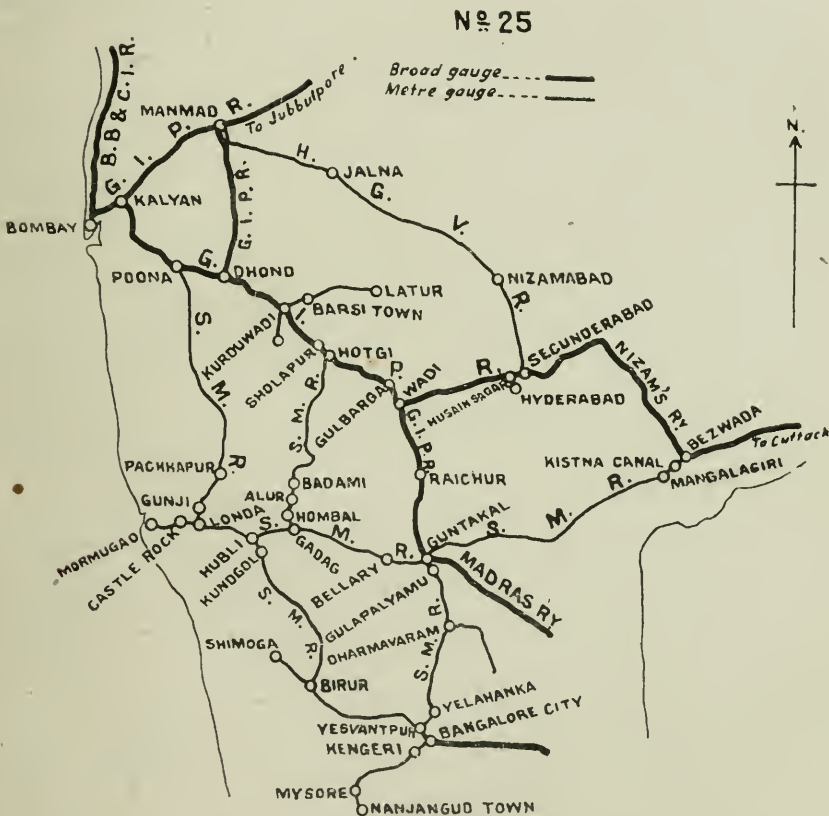 Nº 25
Broad gauge
Metre gauge
N.
B.B & C.I.R.
MANMAD
To Jubbulpore
G. I. P. R.
KALYAN
BOMBAY
G. I. P. R.
H. G. V. R.
JALNA
NIZAMABAD
POONA
DHOND
LATUR
BARSI TOWN
KURDUWADI
G. I. P. R.
SHOLAPUR
HOTGI
GULBARGA
WADI
SECUNDERABAD
HUSAIN SAGAR
HYDERABAD
NIZAM'S RY.
BEZWADA
To Cuttack
KISTNA CANAL
MANGALAGIRI
S. M. R.
S. M. R.
G. I. P. R.
RAICHUR
PACHHAPUR
GUNJI
BADAMI
ALUR
HOMBAL
LONDA
MORMUGAO
CASTLE ROCK
HUBLI
KUNDGOL
GADAG
S. M. R.
BELLARY
GUNTAKAL
S. M. R.
MADRAS RY
GULAPALYAMU
DHARMAVARAM
S. M. R.
S. M. R.
SHIMOGA
BIRUR
YELAHANKA
YESVANTPUR
BANGALORE CITY
KENGERI
MYSORE
NANJANGUD TOWN